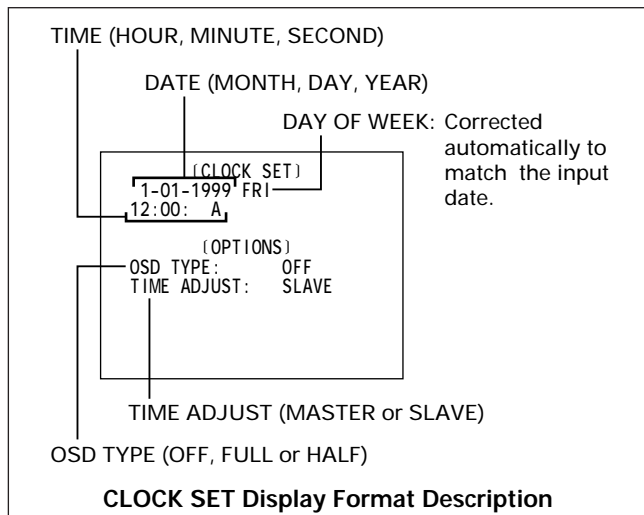 TIME (HOUR, MINUTE, SECOND)
DATE (MONTH, DAY, YEAR)
DAY OF WEEK: Corrected
automatically to
match the input
date.
(CLOCK SET)
1-01-1999 FRI
12:00: A
(OPTIONS)
OSD TYPE: OFF
TIME ADJUST: SLAVE
TIME ADJUST (MASTER or SLAVE)
OSD TYPE (OFF, FULL or HALF)
CLOCK SET Display Format Description